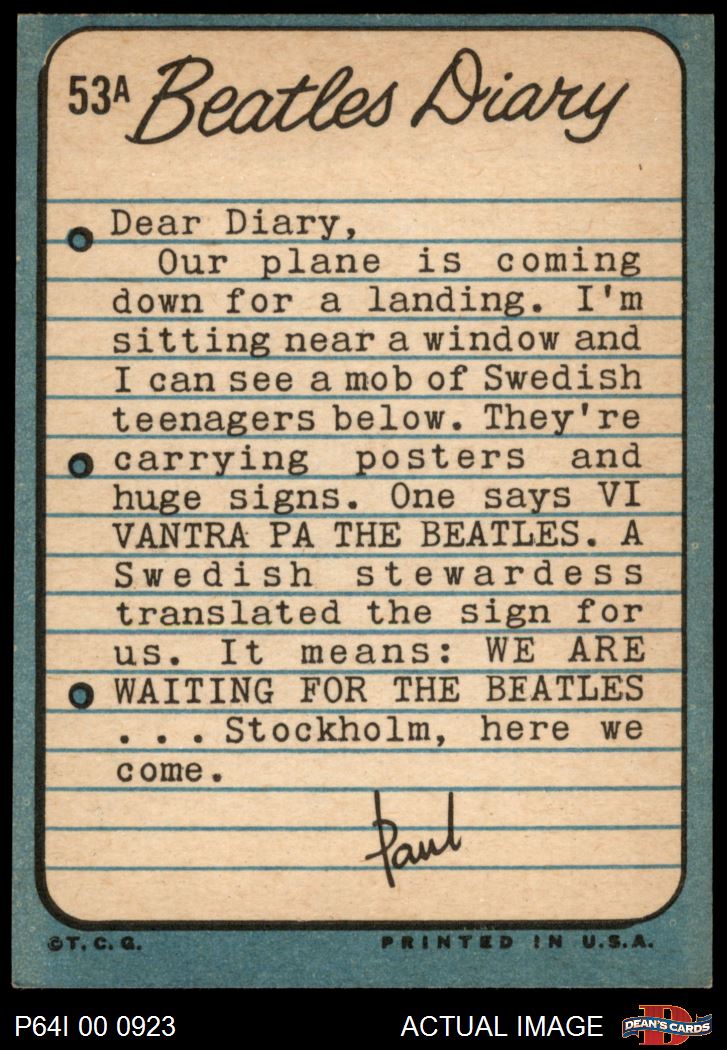 53A Beatles Diary
Dear Diary,
Our plane is coming
down for a landing. I'm
sitting near a window and
I can see a mob of Swedish
teenagers below. They're
carrying posters and
huge signs. One says VI
VANTRA PA THE BEATLES. A
Swedish stewardess
translated the sign for
us. It means: WE ARE
WAITING FOR THE BEATLES
...Stockholm, here we
come.
Paul
©T.C.G. PRINTED IN U.S.A.
P64I 00 0923 ACTUAL IMAGE D DEAN'S CARDS